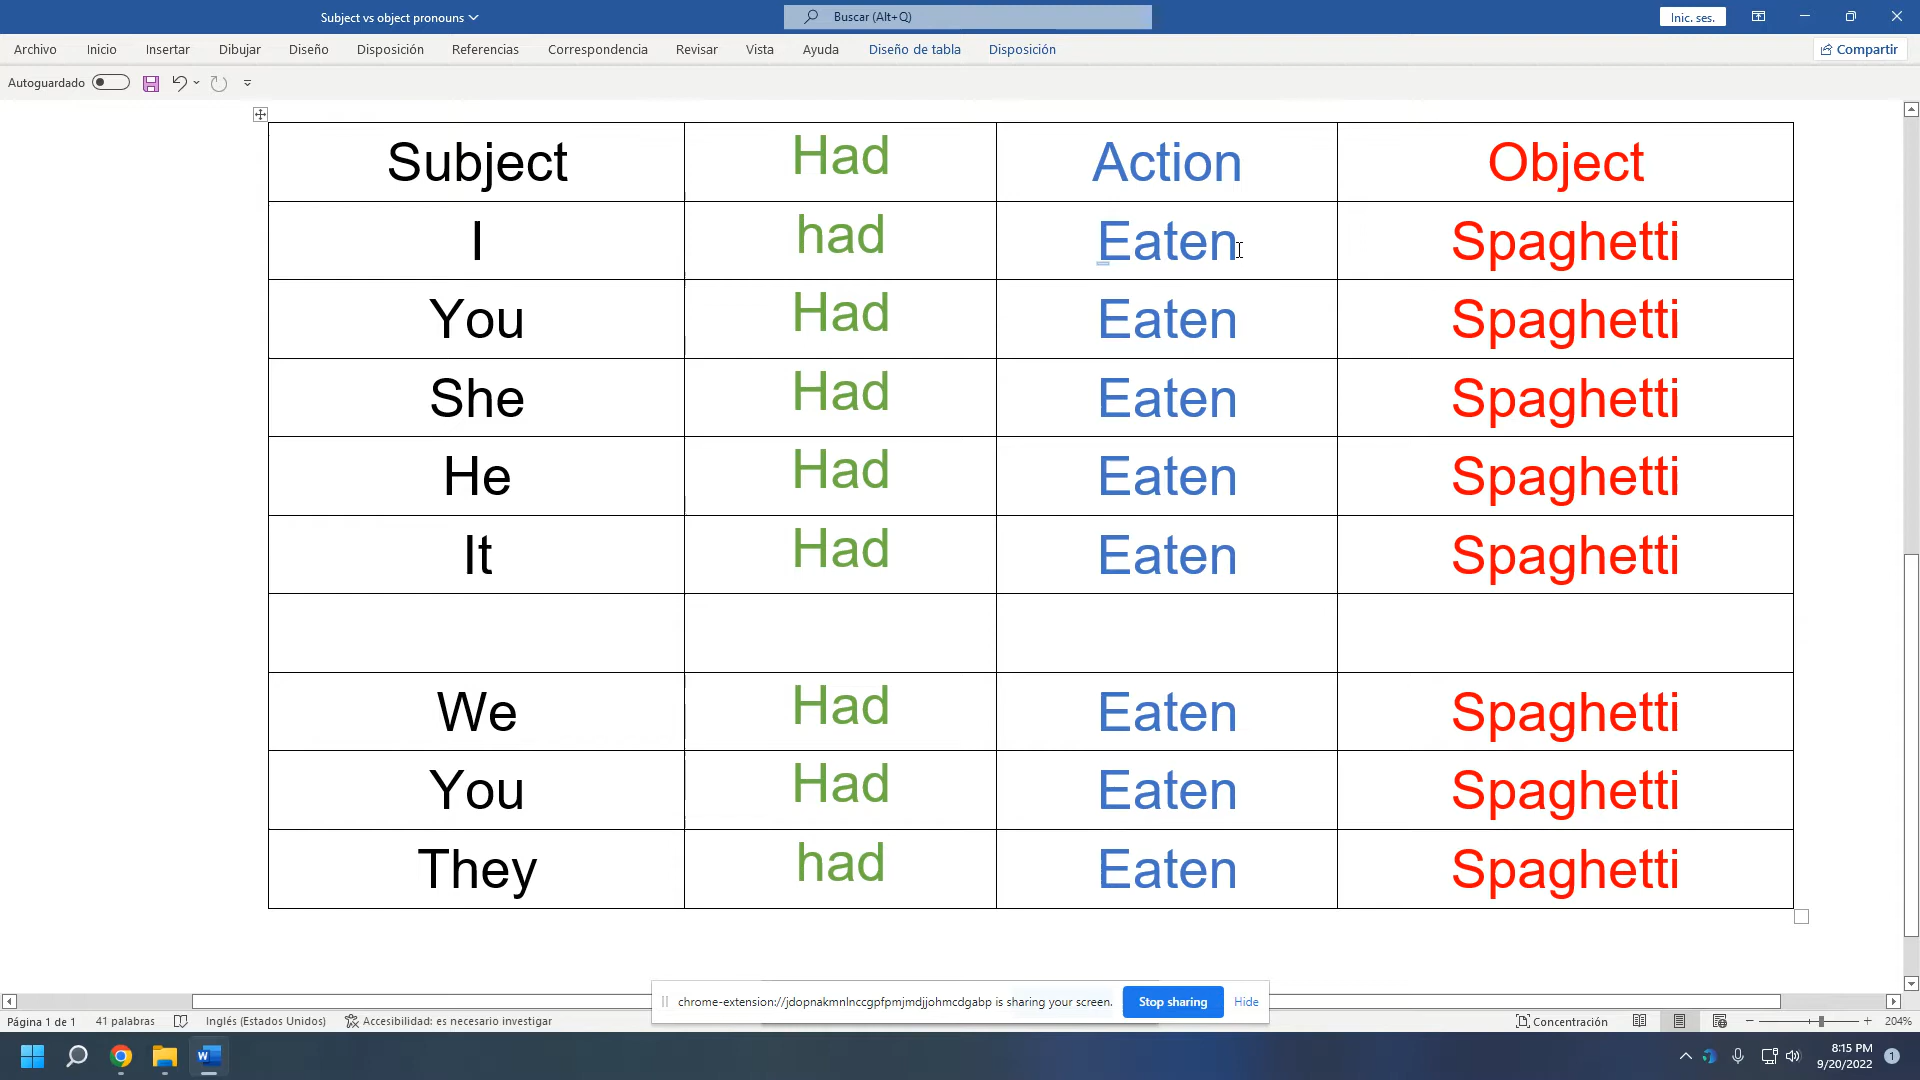 Subject vs object pronouns
Buscar (Alt+Q)
Inic. ses.
Archivo Inicio Insertar Dibujar Diseño Disposición Referencias Correspondencia Revisar Vista Ayuda Diseño de tabla Disposición Compartir
Autoguardado
Subject Had Action Object
I had Eaten Spaghetti
You Had Eaten Spaghetti
She Had Eaten Spaghetti
He Had Eaten Spaghetti
It Had Eaten Spaghetti
We Had Eaten Spaghetti
You Had Eaten Spaghetti
They had Eaten Spaghetti
chrome-extension://jdopnakmnlnccgpfpmjmdjjohmcdgabp is sharing your screen. Stop sharing Hide
Página 1 de 1 41 palabras Inglés (Estados Unidos) Accesibilidad: es necesario investigar Concentración 204%
8:15 PM
9/20/2022
1